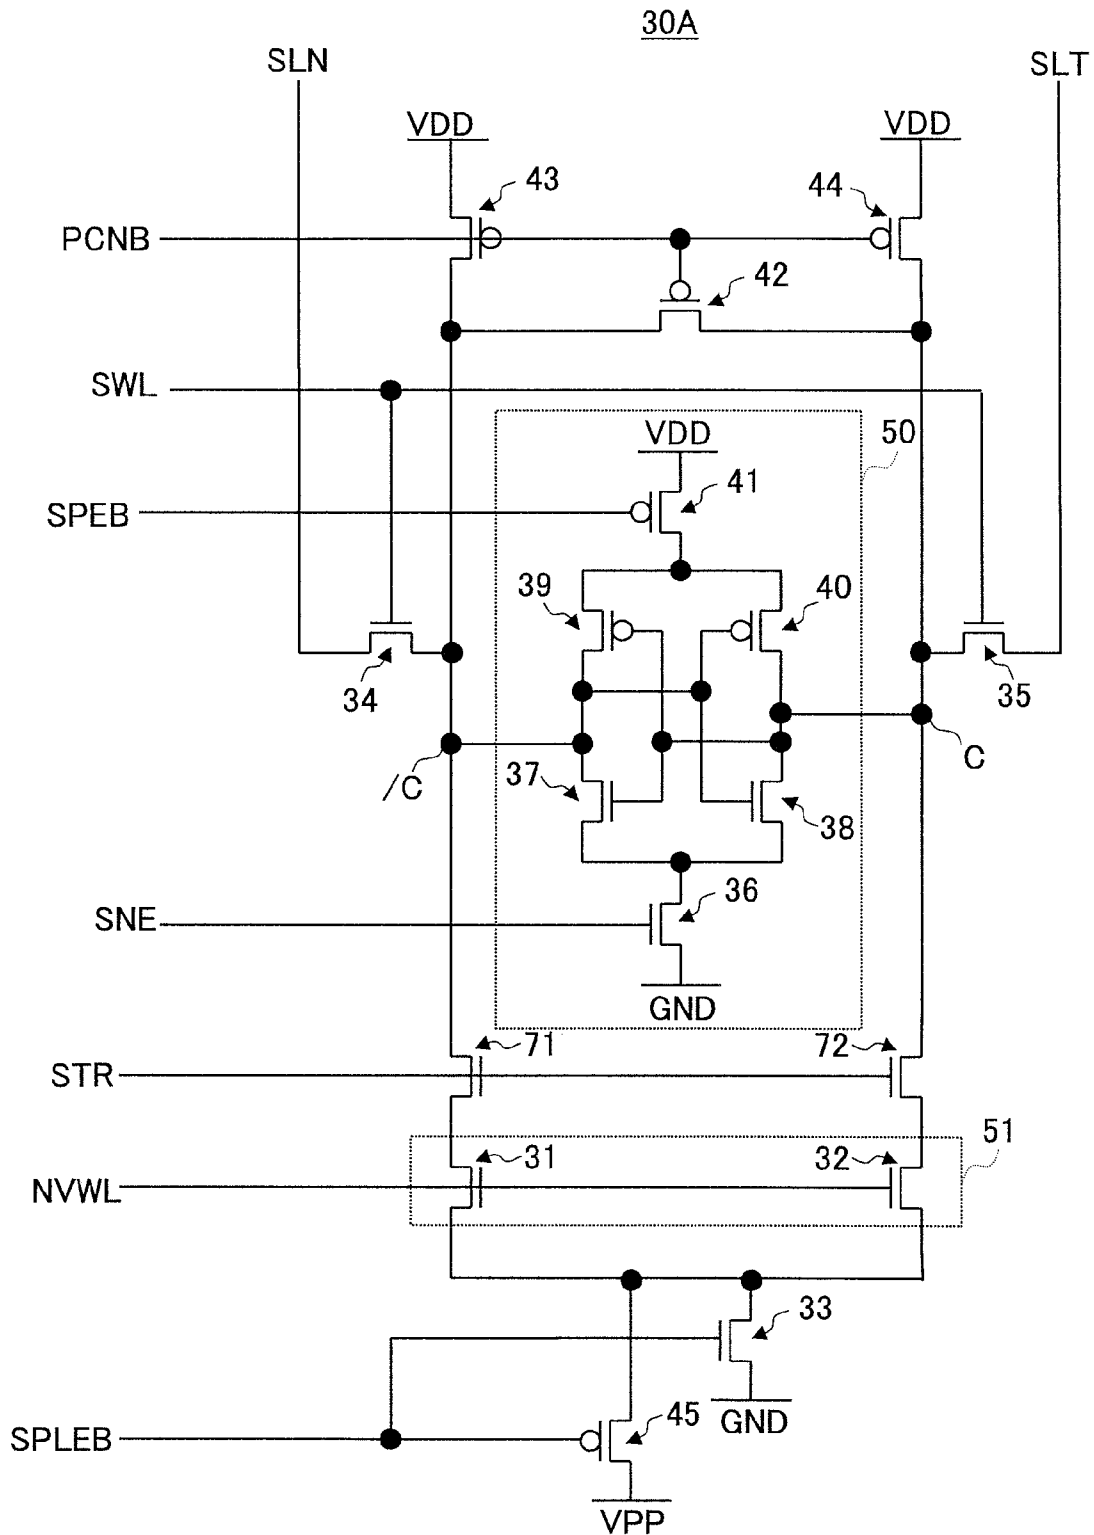 30A
SLN
SLT
VDD
VDD
43
44
PCNB
42
SWL
50
VDD
41
SPEB
39
40
34
35
/C
C
37
38
36
SNE
GND
71
72
STR
51
31
32
NVWL
33
45
GND
SPLEB
VPP